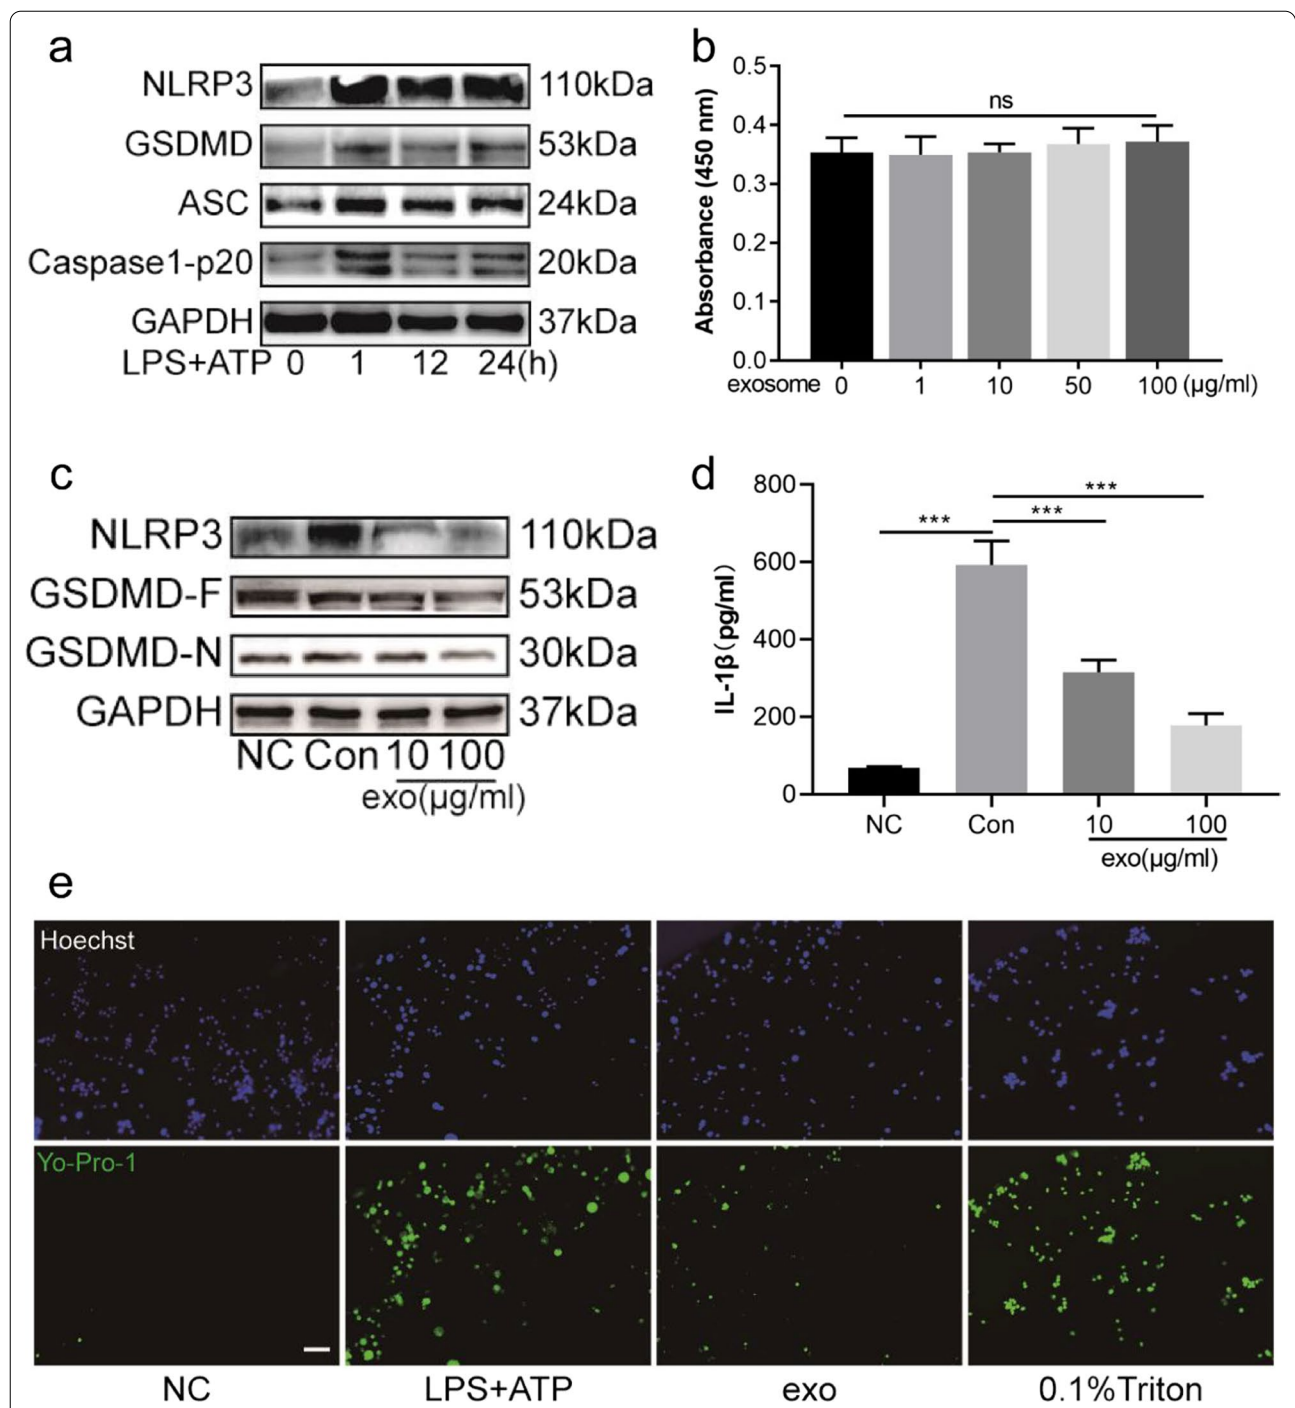 a
NLRP3 110kDa
GSDMD 53kDa
ASC 24kDa
Caspase1-p20 20kDa
GAPDH 37kDa
LPS+ATP 0 1 12 24(h)
b
Absorbance (450 nm)
0.5
0.4
0.3
0.2
0.1
0.0
ns
exosome 0 1 10 50 100 (μg/ml)
c
NLRP3 110kDa
GSDMD-F 53kDa
GSDMD-N 30kDa
GAPDH 37kDa
NC Con 10 100
exo(μg/ml)
d
IL-1β(pg/ml)
800
600
400
200
0
***
***
***
NC Con 10 100
exo(μg/ml)
e
Hoechst
Yo-Pro-1
NC LPS+ATP exo 0.1%Triton